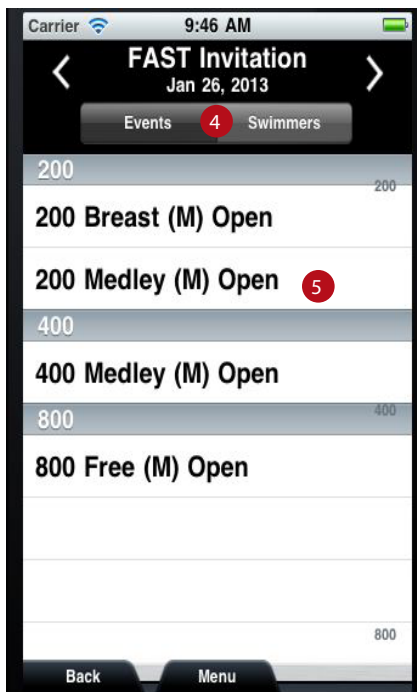 Carrier 9:46 AM
FAST Invitation
Jan 26, 2013
Events 4 Swimmers
200
200
200 Breast (M) Open
200 Medley (M) Open 5
400
400 Medley (M) Open
400
800
800 Free (M) Open
800
Back Menu